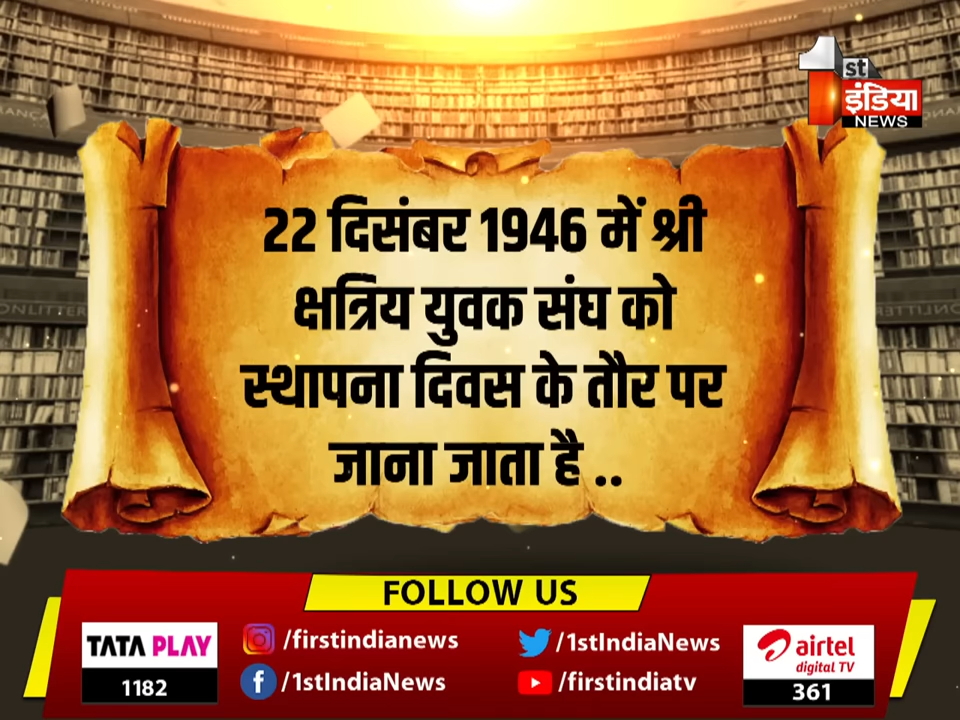 1st
इंडिया
NEWS
22 दिसंबर 1946 में श्री
क्षत्रिय युवक संघ को
स्थापना दिवस के तौर पर
जाना जाता है ..
FOLLOW US
TATA PLAY
1182
/firstindianews
/1stIndiaNews
/1stIndiaNews
/firstindiatv
airtel
digital TV
361